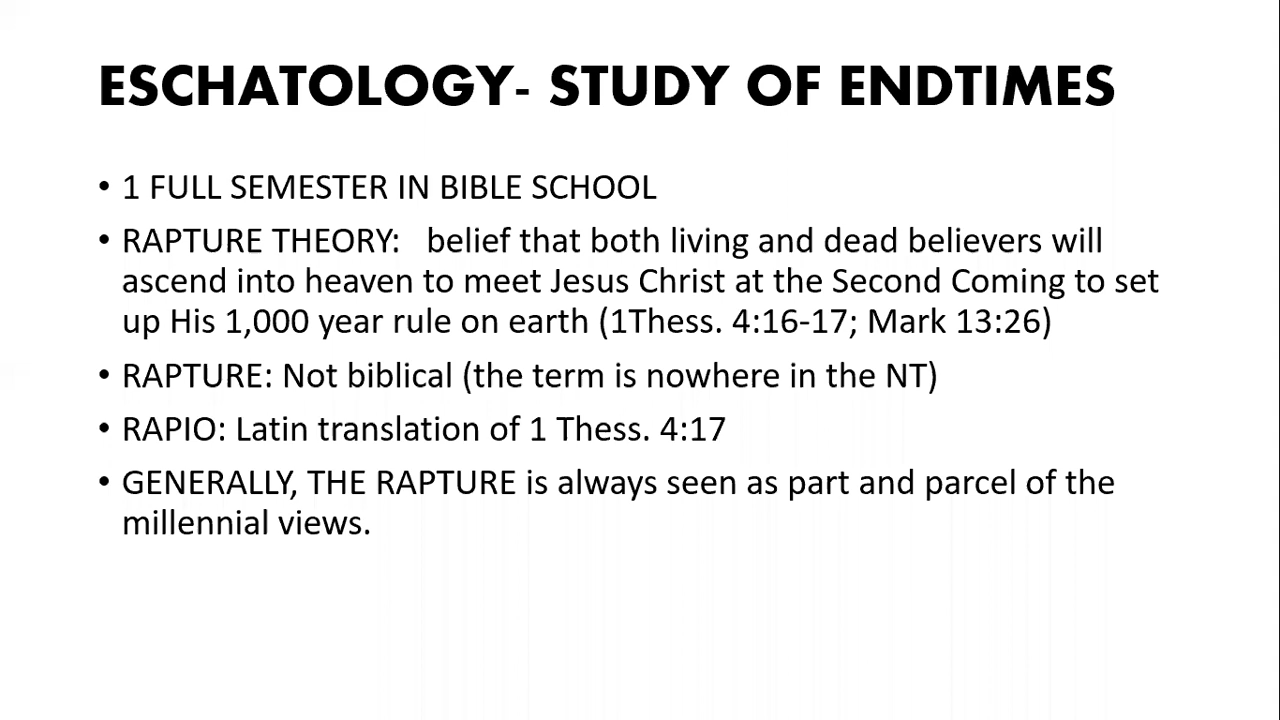 ESCHATOLOGY- STUDY OF ENDTIMES
• 1 FULL SEMESTER IN BIBLE SCHOOL
• RAPTURE THEORY:   belief that both living and dead believers will
ascend into heaven to meet Jesus Christ at the Second Coming to set
up His 1,000 year rule on earth (1Thess. 4:16-17; Mark 13:26)
• RAPTURE: Not biblical (the term is nowhere in the NT)
• RAPIO: Latin translation of 1 Thess. 4:17
• GENERALLY, THE RAPTURE is always seen as part and parcel of the
millennial views.